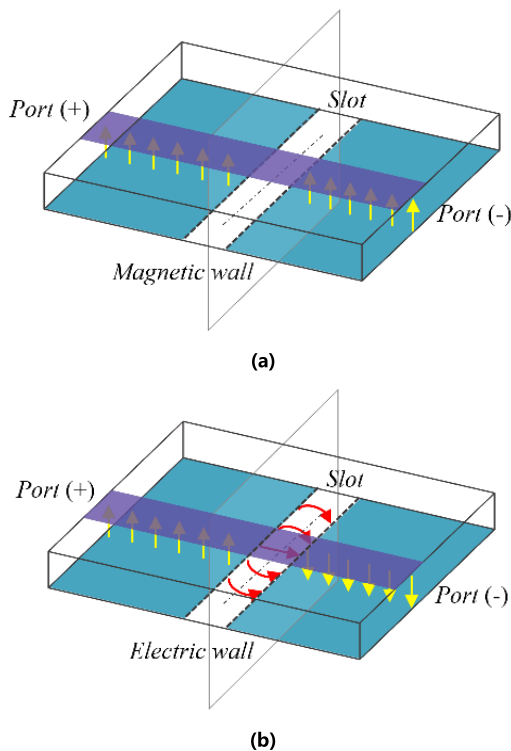 Slot
Port (+)
Port (-)
Magnetic wall
(a)
Slot
Port (+)
Port (-)
Electric wall
(b)